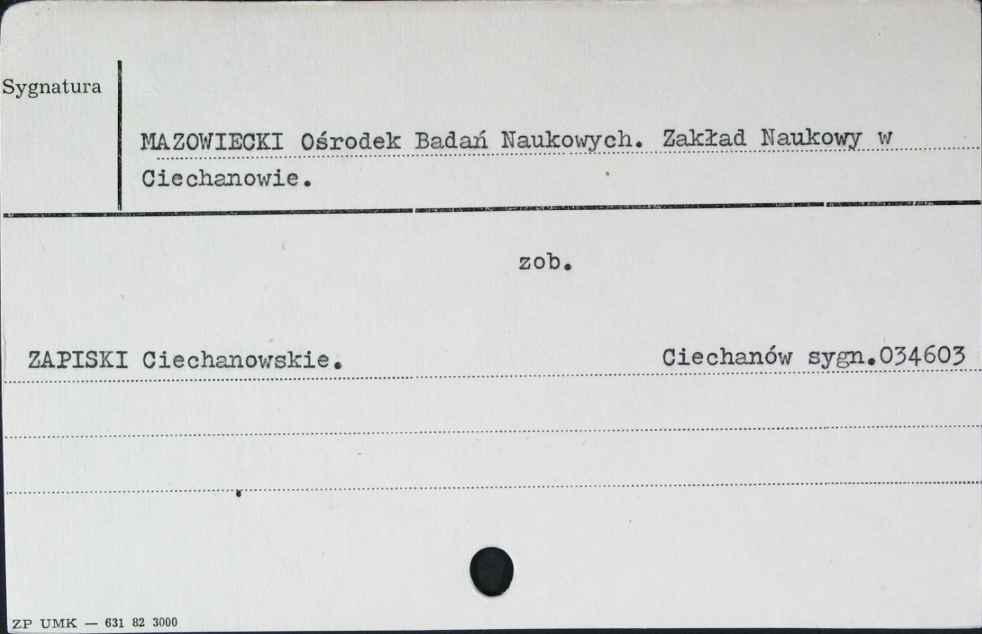 Sygnatura
MAZOWIECKI Ośrodek Badań Naukowych. Zakład Naukowy w
Ciechanowie.
zob.
ZAPISKI Ciechanowskie. Ciechanów sygn.034603
ZP UMK — 631 82 3000